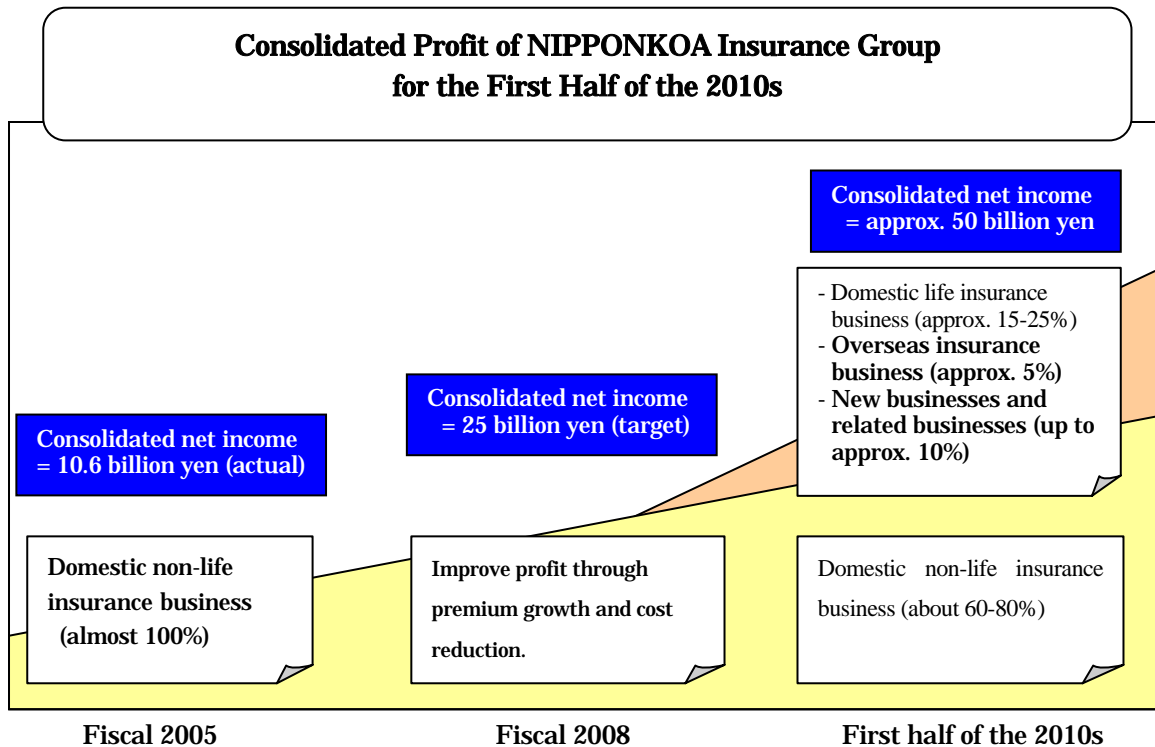 Consolidated Profit of NIPPONKOA Insurance Group
for the First Half of the 2010s
Consolidated net income
= approx. 50 billion yen
- Domestic life insurance
business (approx. 15-25%)
- Overseas insurance
business (approx. 5%)
- New businesses and
related businesses (up to
approx. 10%)
Consolidated net income
= 25 billion yen (target)
Consolidated net income
= 10.6 billion yen (actual)
Domestic non-life
insurance business
(almost 100%)
Improve profit through
premium growth and cost
reduction.
Domestic non-life insurance
business (about 60-80%)
Fiscal 2005
Fiscal 2008
First half of the 2010s